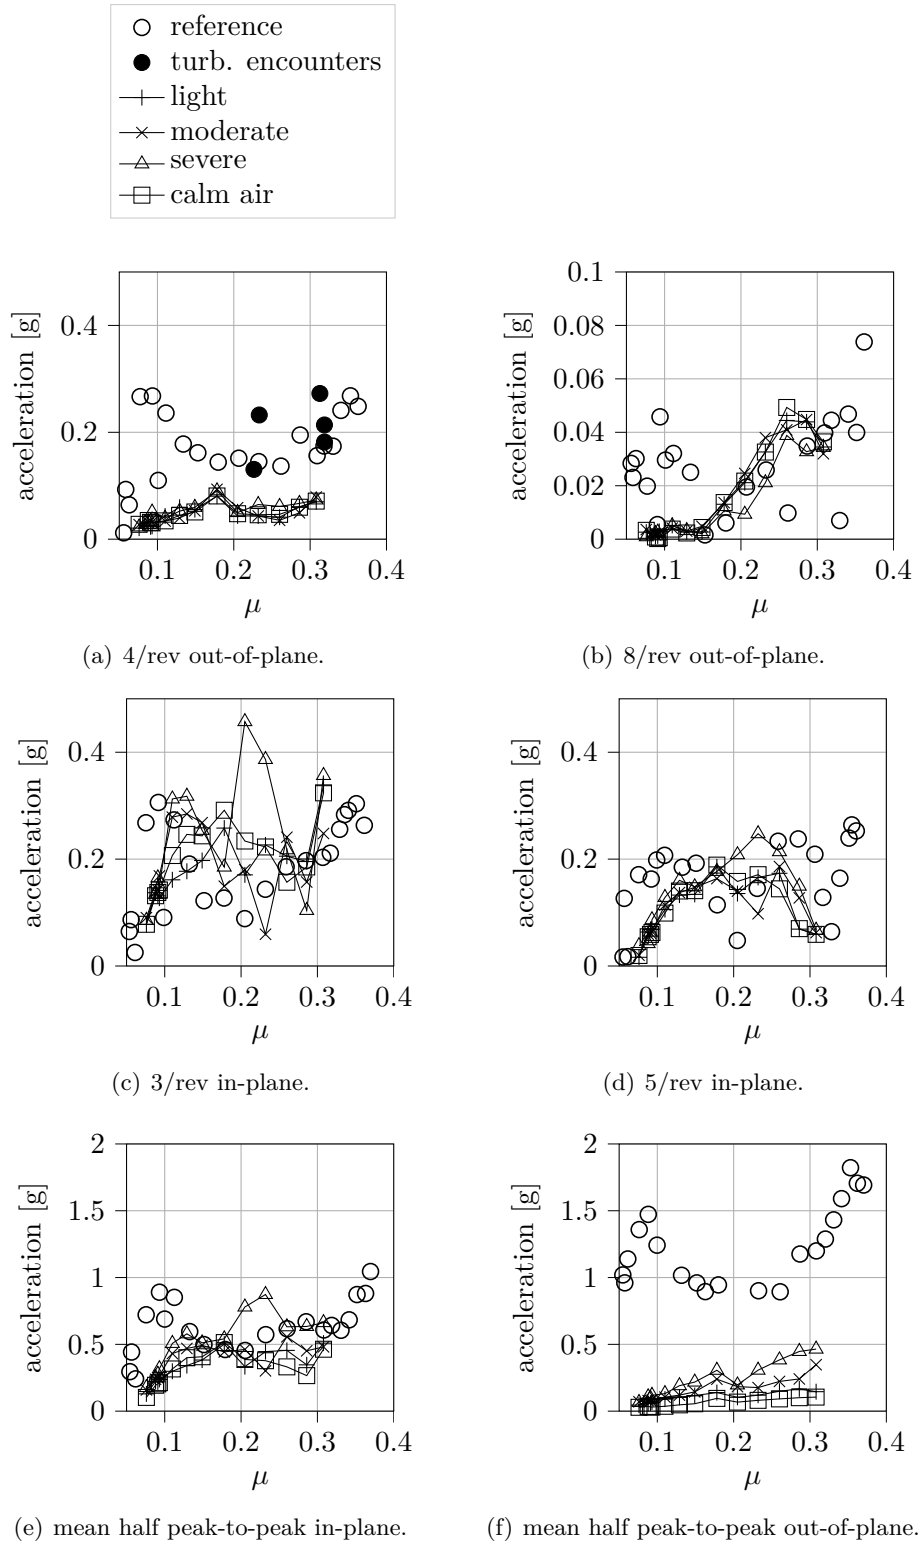 reference
turb. encounters
light
moderate
severe
calm air
0.4
0.2
0
acceleration [g]
0.1 0.2 0.3 0.4
μ
(a) 4/rev out-of-plane.
0.1
0.08
0.06
0.04
0.02
0
acceleration [g]
0.1 0.2 0.3 0.4
μ
(b) 8/rev out-of-plane.
0.4
0.2
0
acceleration [g]
0.1 0.2 0.3 0.4
μ
(c) 3/rev in-plane.
0.4
0.2
0
acceleration [g]
0.1 0.2 0.3 0.4
μ
(d) 5/rev in-plane.
2
1.5
1
0.5
0
acceleration [g]
0.1 0.2 0.3 0.4
μ
(e) mean half peak-to-peak in-plane.
2
1.5
1
0.5
0
acceleration [g]
0.1 0.2 0.3 0.4
μ
(f) mean half peak-to-peak out-of-plane.